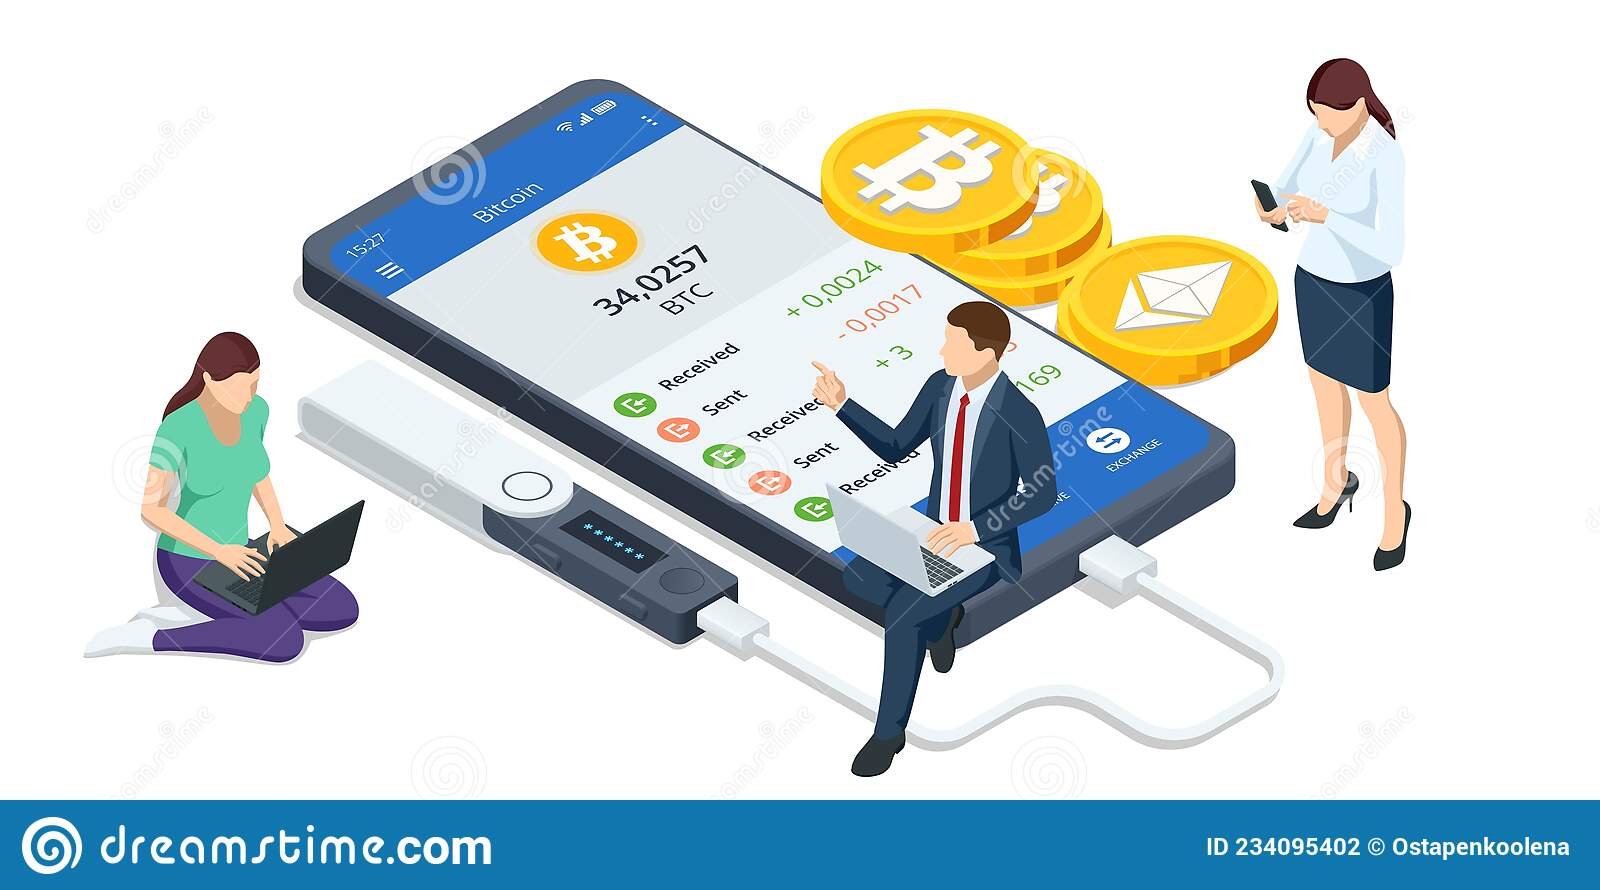 15:27
Bitcoin
34,0257
BTC
Received
+ 0,0024
Sent
- 0,0017
Received
+ 3
Sent
Received
169
EXCHANGE
dreamstime
dreamstime.com
ID 234095402 © Ostapenkoolena